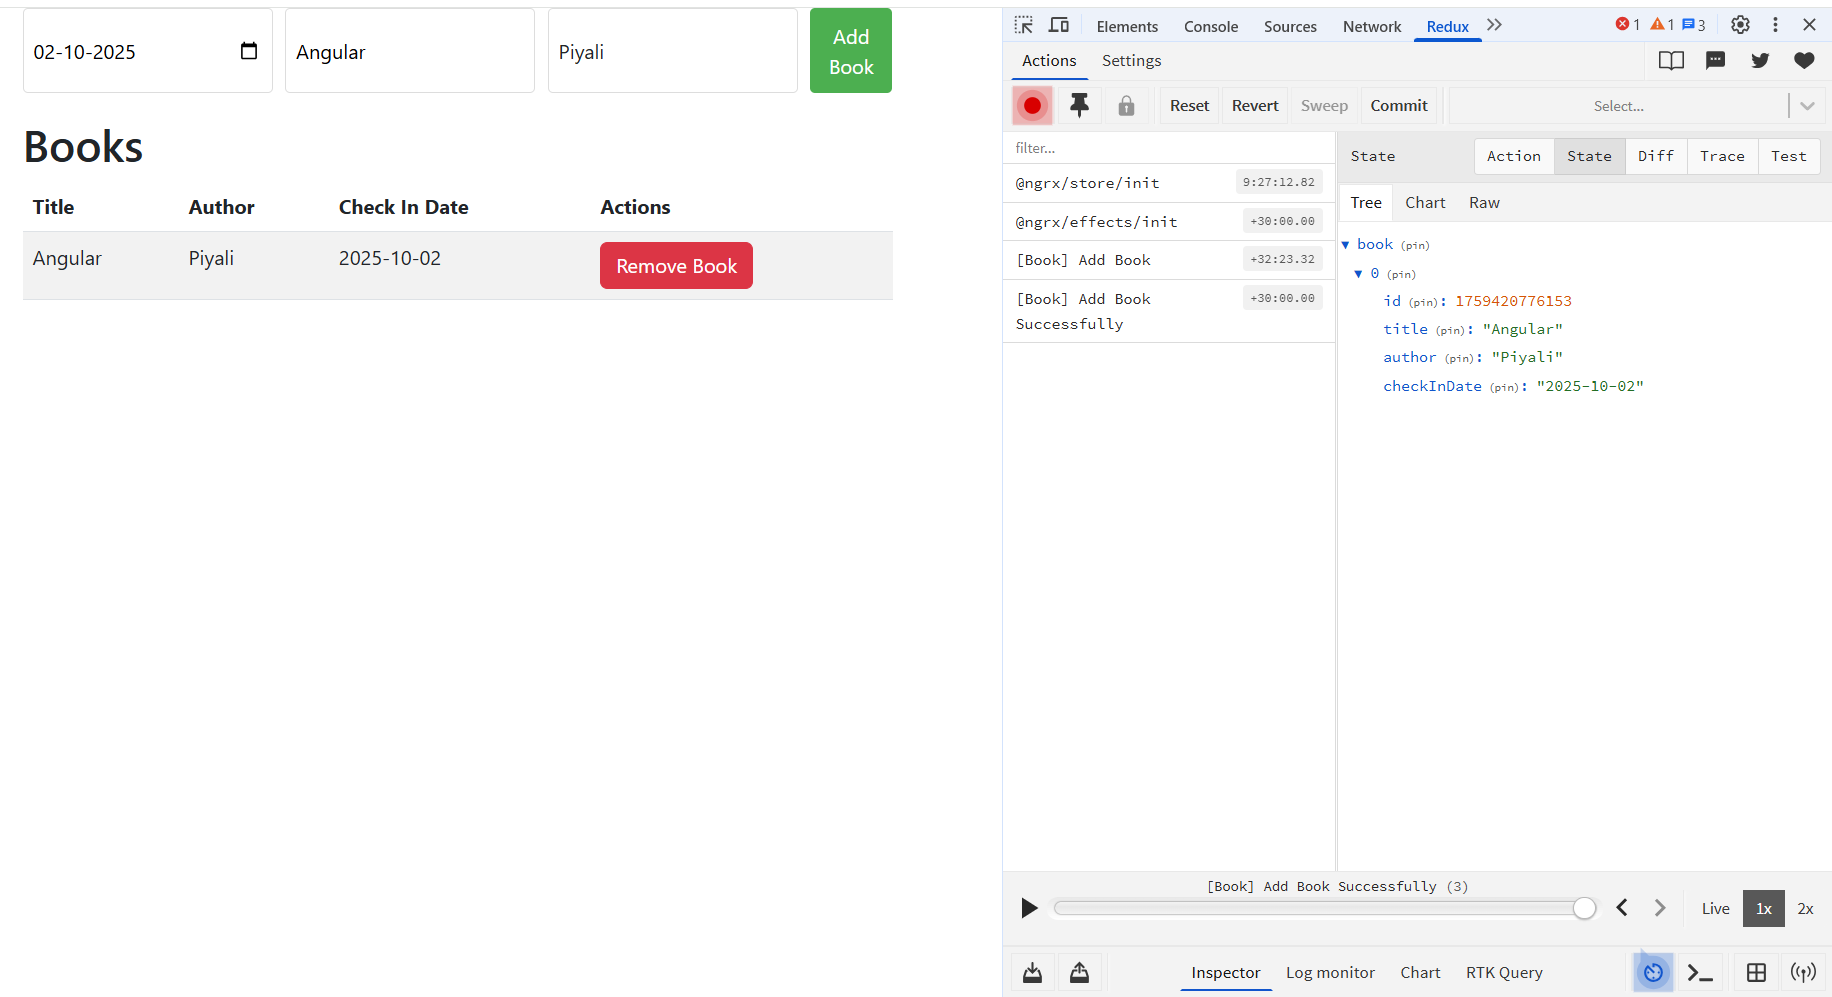 02-10-2025 Angular Piyali Add Book
Books
Title Author Check In Date Actions
Angular Piyali 2025-10-02 Remove Book
Elements Console Sources Network Redux 1 1 3
Actions Settings
Reset Revert Sweep Commit Select...
filter...
@ngrx/store/init 9:27:12.82
@ngrx/effects/init +30:00.00
[Book] Add Book +32:23.32
[Book] Add Book +30:00.00
Successfully
State Action State Diff Trace Test
Tree Chart Raw
book (pin)
0 (pin)
id (pin): 1759420776153
title (pin): "Angular"
author (pin): "Piyali"
checkInDate (pin): "2025-10-02"
[Book] Add Book Successfully (3)
Live 1x 2x
Inspector Log monitor Chart RTK Query